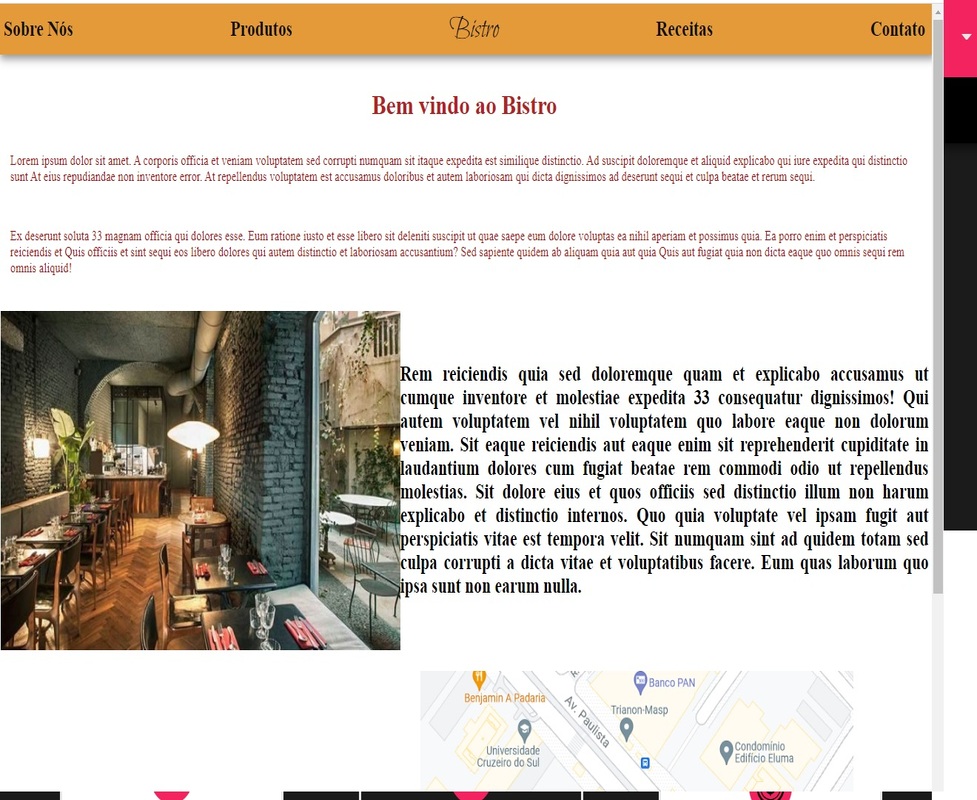 Sobre Nós Produtos Bistro Receitas Contato
Bem vindo ao Bistro
Lorem ipsum dolor sit amet. A corporis officia et veniam voluptatem sed corrupti numquam sit itaque expedita est similique distinctio. Ad suscipit doloremque et aliquid explicabo qui iure expedita qui distinctio
sunt At eius repudiandae non inventore error. At repellendus voluptatem est accusamus doloribus et autem laboriosam qui dicta dignissimos ad deserunt sequi et culpa beatae et rerum sequi.
Ex deserunt soluta 33 magnam officia qui dolores esse. Eum ratione iusto et esse libero sit deleniti suscipit ut quae saepe eum dolore voluptas ea nihil aperiam et possimus quia. Ea porro enim et perspiciatis
reiciendis et Quis officiis et sint sequi eos libero dolores qui autem distinctio et laboriosam accusantium? Sed sapiente quidem ab aliquam quia aut quia Quis aut fugiat quia non dicta eaque quo omnis sequi rem
omnis aliquid!
Rem reiciendis quia sed doloremque quam et explicabo accusamus ut
cumque inventore et molestiae expedita 33 consequatur dignissimos! Qui
autem voluptatem vel nihil voluptatem quo labore eaque non dolorum
veniam. Sit eaque reiciendis aut eaque enim sit reprehenderit cupiditate in
laudantium dolores cum fugiat beatae rem commodi odio ut repellendus
molestias. Sit dolore eius et quos officiis sed distinctio illum non harum
explicabo et distinctio internos. Quo quia voluptate vel ipsam fugit aut
perspiciatis vitae est tempora velit. Sit numquam sint ad quidem totam sed
culpa corrupti a dicta vitae et voluptatibus facere. Eum quas laborum quo
ipsa sunt non earum nulla.
Banco PAN
Benjamin A Padaria
Av. Paulista
Trianon-Masp
Universidade
Cruzeiro do Sul
Condomínio
Edifício Eluma